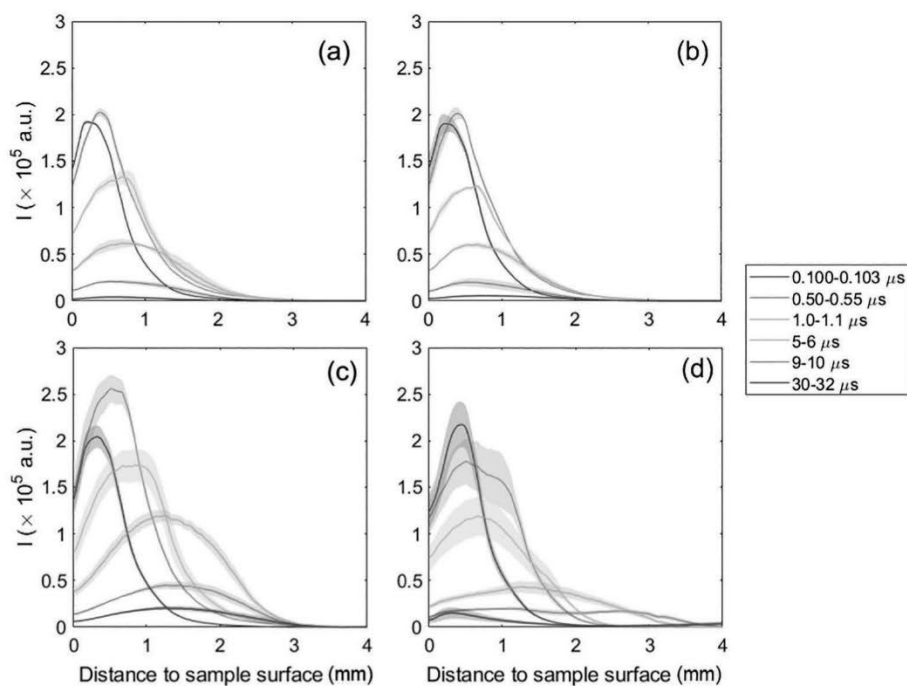 3
(a)
2.5
2
1.5
1
0.5
0
0 1 2 3 4
I (× 10⁵ a.u.)
3
(b)
2.5
2
1.5
1
0.5
0
0 1 2 3 4
0.100-0.103 μs
0.50-0.55 μs
1.0-1.1 μs
5-6 μs
9-10 μs
30-32 μs
3
(c)
2.5
2
1.5
1
0.5
0
0 1 2 3 4
I (× 10⁵ a.u.)
Distance to sample surface (mm)
3
(d)
2.5
2
1.5
1
0.5
0
0 1 2 3 4
Distance to sample surface (mm)